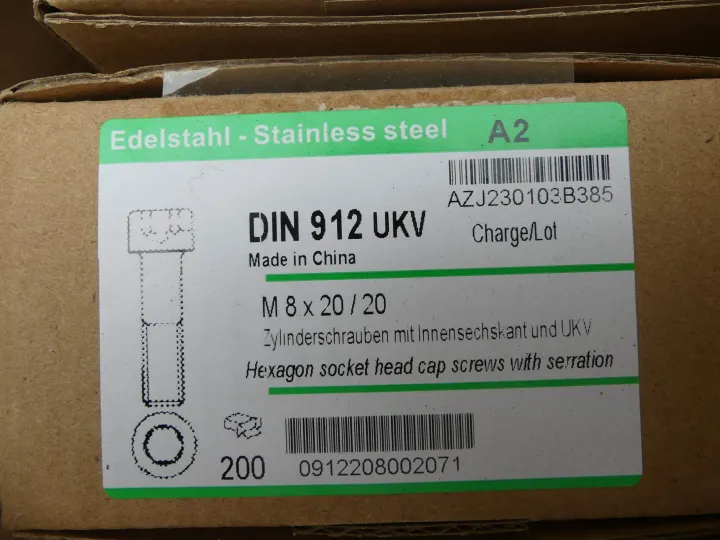 Edelstahl - Stainless steel A2
AZJ230103B385
DIN 912 UKV
Charge/Lot
Made in China
M 8 x 20 / 20
Zylinderschrauben mit Innensechskant und UKV
Hexagon socket head cap screws with serration
200
0912208002071